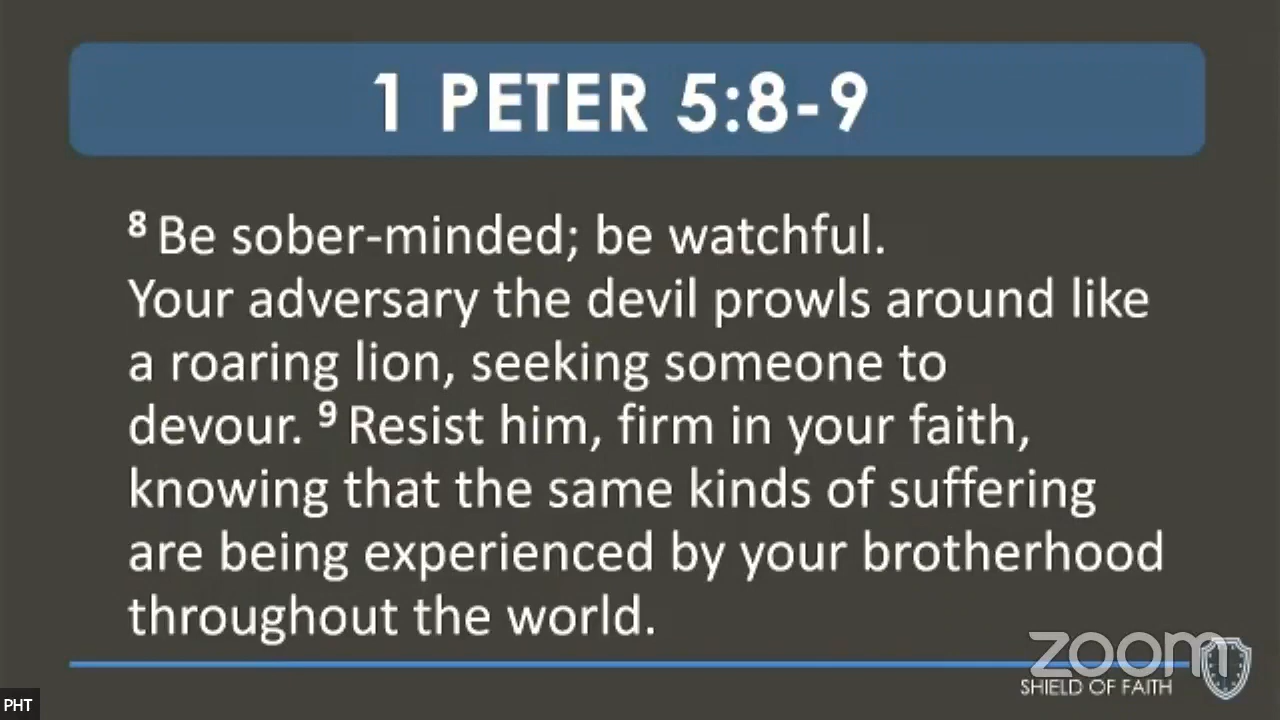 1 PETER 5:8-9
⁸ Be sober-minded; be watchful.
Your adversary the devil prowls around like
a roaring lion, seeking someone to
devour. ⁹ Resist him, firm in your faith,
knowing that the same kinds of suffering
are being experienced by your brotherhood
throughout the world.
zoom
SHIELD OF FAITH
PHT